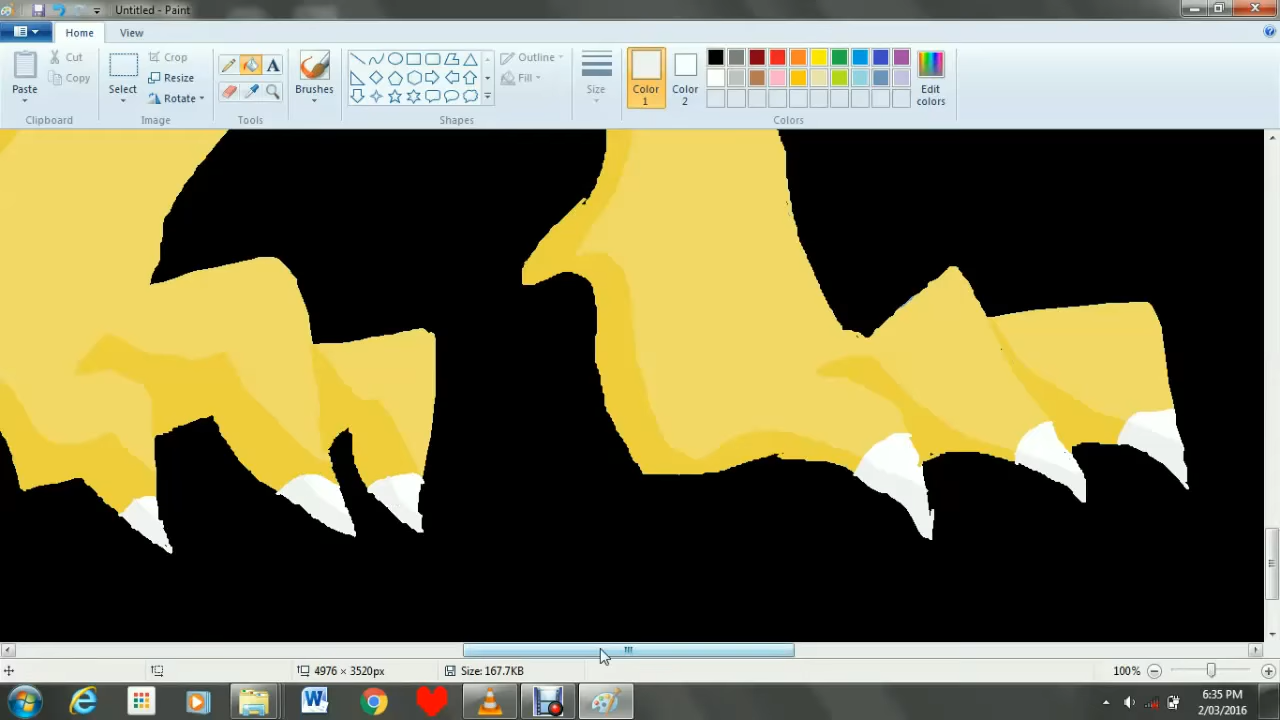 Untitled - Paint
Home View
Paste
Cut
Copy
Clipboard
Select
Crop
Resize
Rotate
Image
A
Tools
Brushes
Shapes
Outline
Fill
Size
Color
1
Color
2
Colors
Edit
colors
4976 × 3520px
Size: 167.7KB
100%
W
6:35 PM
2/03/2016